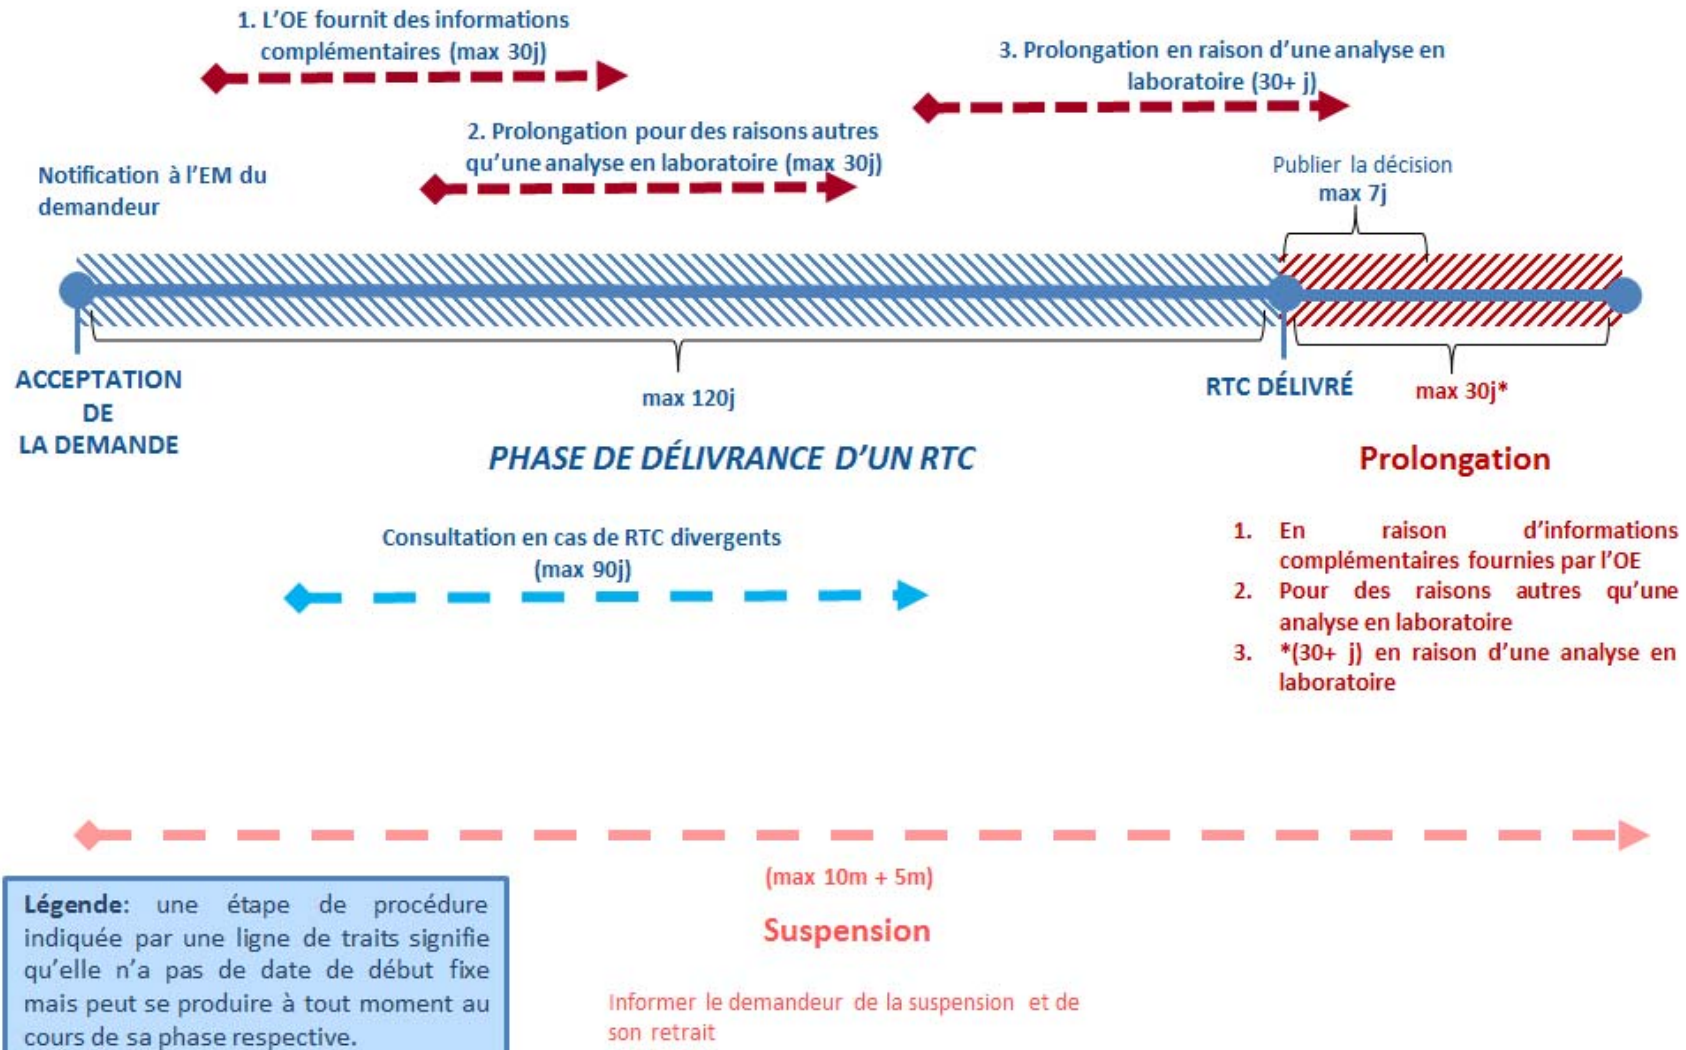 1. L’OE fournit des informations
complémentaires (max 30j)
3. Prolongation en raison d’une analyse en
laboratoire (30+ j)
2. Prolongation pour des raisons autres
qu’une analyse en laboratoire (max 30j)
Notification à l’EM du
demandeur
Publier la décision
max 7j
ACCEPTATION
DE
LA DEMANDE
max 120j
RTC DÉLIVRÉ
max 30j*
PHASE DE DÉLIVRANCE D’UN RTC
Prolongation
Consultation en cas de RTC divergents
(max 90j)
1. En raison d’informations
complémentaires fournies par l’OE
2. Pour des raisons autres qu’une
analyse en laboratoire
3. *(30+ j) en raison d’une analyse en
laboratoire
(max 10m + 5m)
Suspension
Informer le demandeur de la suspension et de
son retrait
Légende: une étape de procédure
indiquée par une ligne de traits signifie
qu’elle n’a pas de date de début fixe
mais peut se produire à tout moment au
cours de sa phase respective.